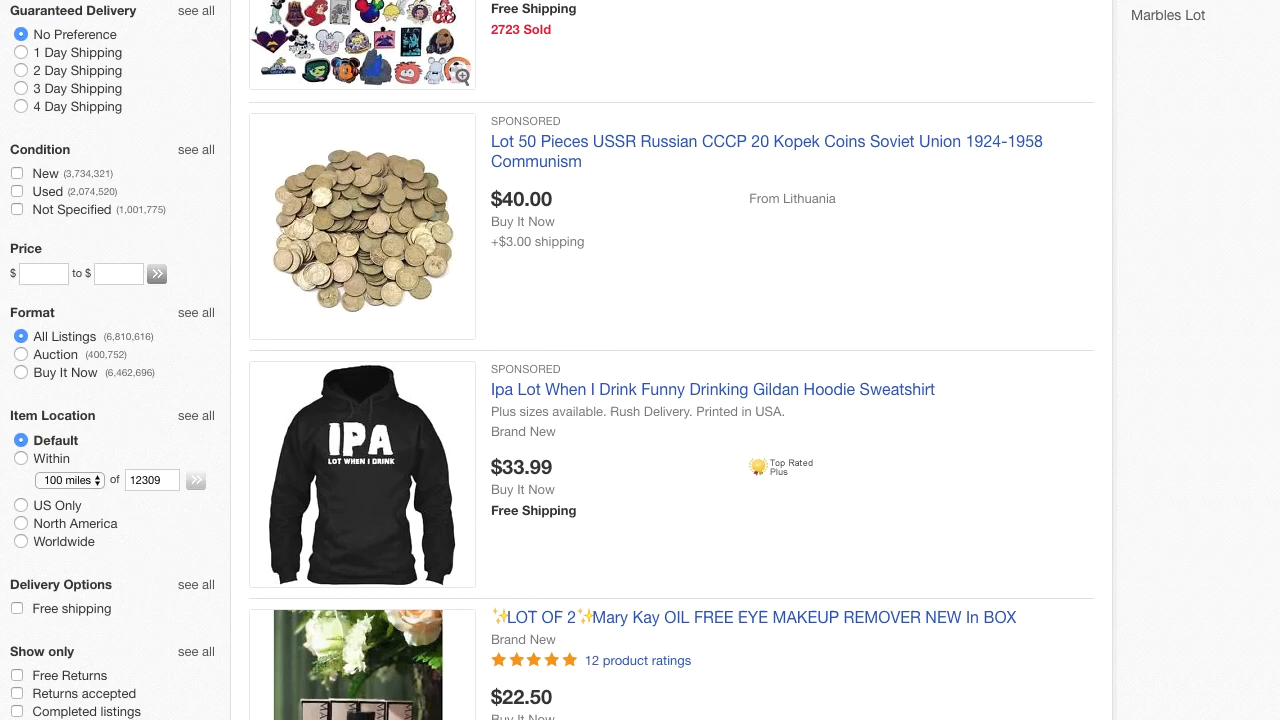 Guaranteed Delivery see all
No Preference
1 Day Shipping
2 Day Shipping
3 Day Shipping
4 Day Shipping
Condition see all
New (3,734,321)
Used (2,074,520)
Not Specified (1,001,775)
Price
$ to $
Format see all
All Listings (6,810,616)
Auction (400,752)
Buy It Now (6,462,696)
Item Location see all
Default
Within
100 miles of 12309
US Only
North America
Worldwide
Delivery Options see all
Free shipping
Show only see all
Free Returns
Returns accepted
Completed listings
Free Shipping
2723 Sold
SPONSORED
Lot 50 Pieces USSR Russian CCCP 20 Kopek Coins Soviet Union 1924-1958
Communism
$40.00 From Lithuania
Buy It Now
+$3.00 shipping
IPA
LOT WHEN I DRINK
SPONSORED
Ipa Lot When I Drink Funny Drinking Gildan Hoodie Sweatshirt
Plus sizes available. Rush Delivery. Printed in USA.
Brand New
$33.99 Top Rated
Plus
Buy It Now
Free Shipping
✨LOT OF 2✨Mary Kay OIL FREE EYE MAKEUP REMOVER NEW In BOX
Brand New
12 product ratings
$22.50
Buy It Now
Marbles Lot